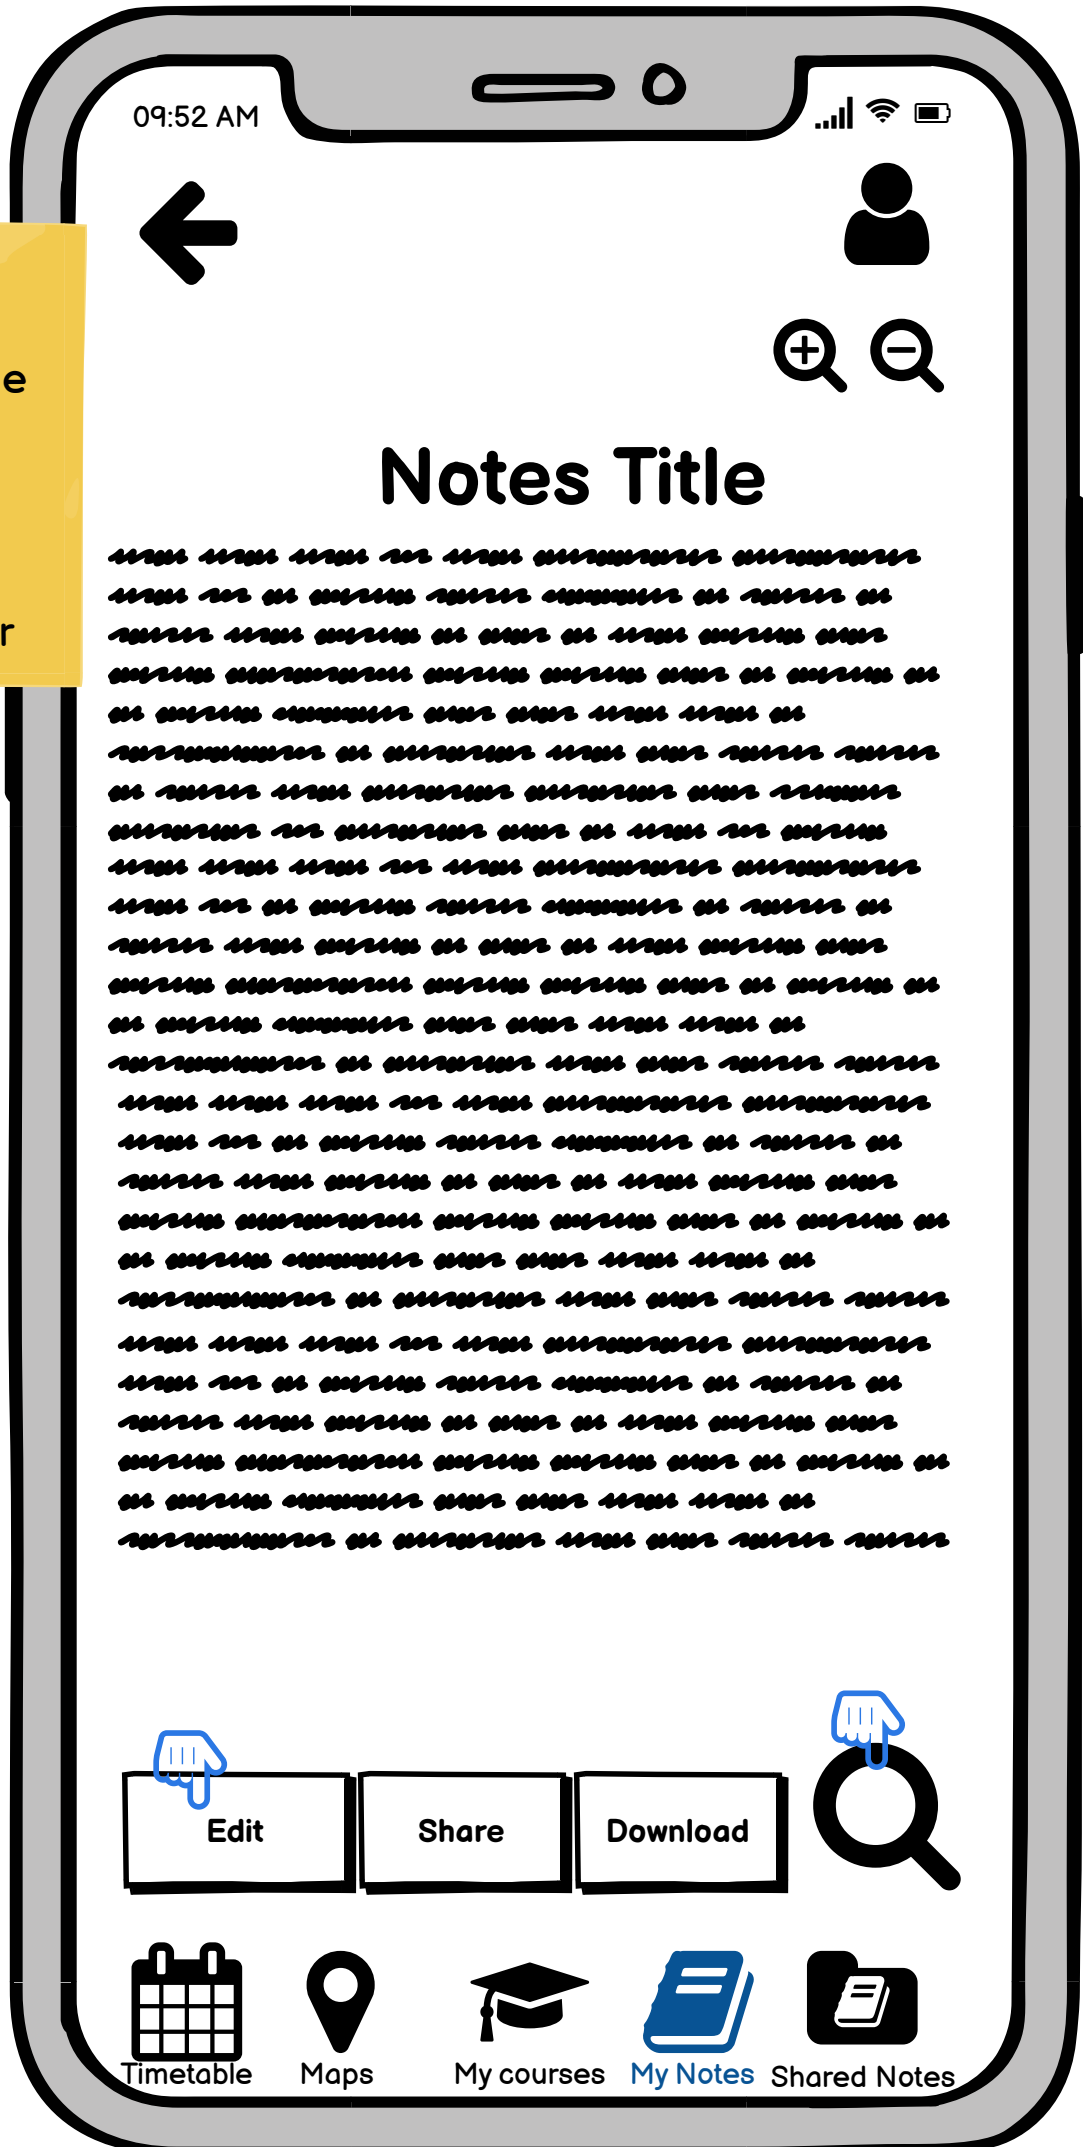 09:52 AM
e
Notes Title
r
Edit
Share
Download
Timetable
Maps
My courses
My Notes
Shared Notes